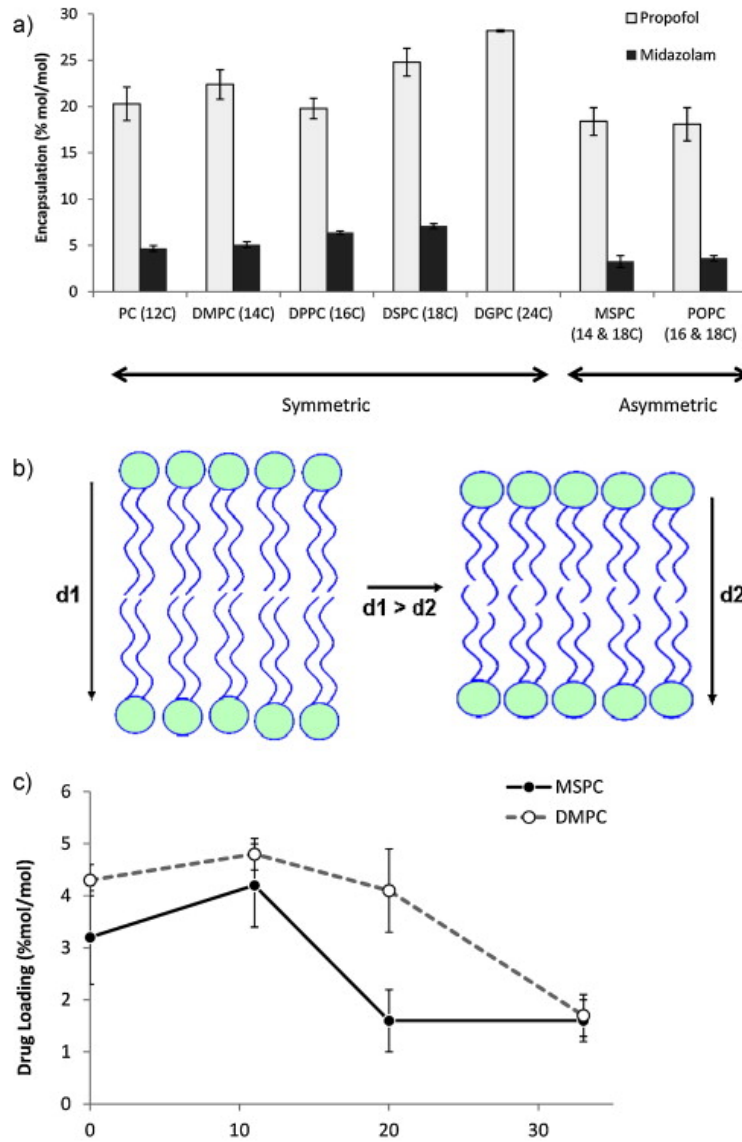 a)
30
25
20
15
10
5
0
Encapsulation (% mol/mol)
Propofol
Midazolam
PC (12C) DMPC (14C) DPPC (16C) DSPC (18C) DGPC (24C) MSPC POPC
(14 & 18C) (16 & 18C)
Symmetric Asymmetric
b)
d1
d1 > d2
d2
c)
MSPC
DMPC
6
5
4
3
2
1
0
Drug Loading (%mol/mol)
0 10 20 30